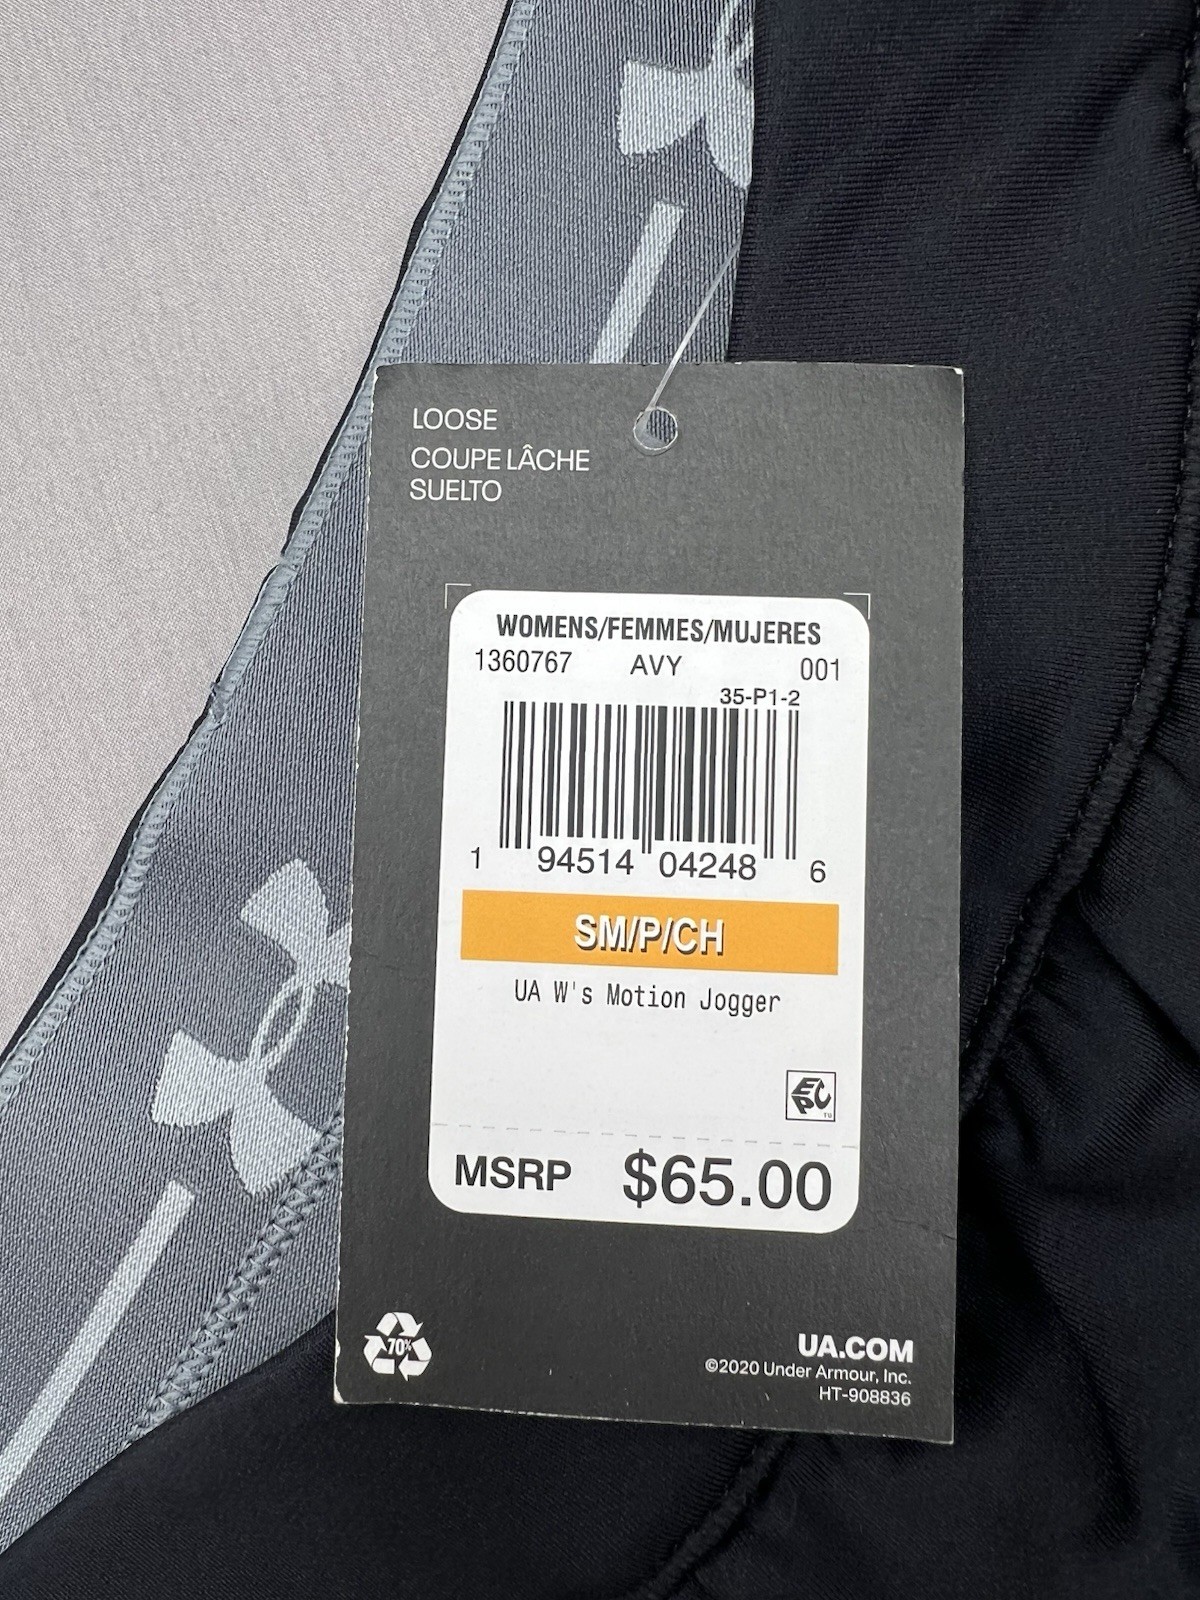 LOOSE
COUPE LÂCHE
SUELTO
WOMENS/FEMMES/MUJERES
1360767 AVY 001
35-P1-2
1 94514 04248 6
SM/P/CH
UA W's Motion Jogger
EPC
MSRP $65.00
70%
UA.COM
©2020 Under Armour, Inc.
HT-908836